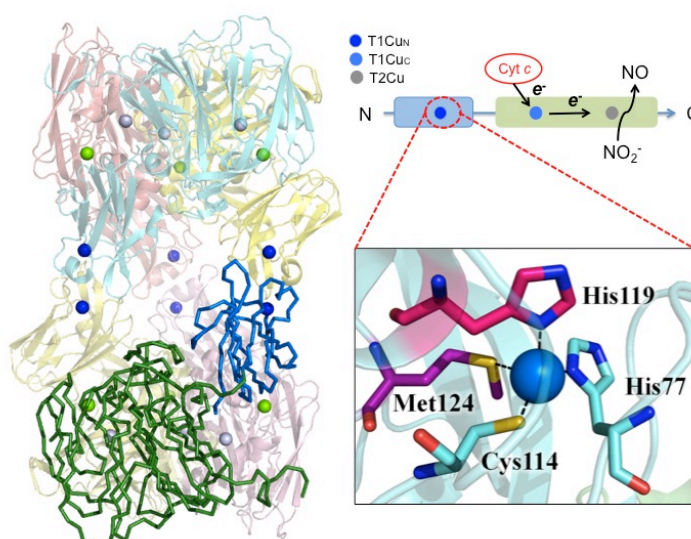 T1CuN
T1Cuc
T2Cu
Cyt c
e-
e-
NO
N
C
NO2-
His119
His77
Met124
Cys114